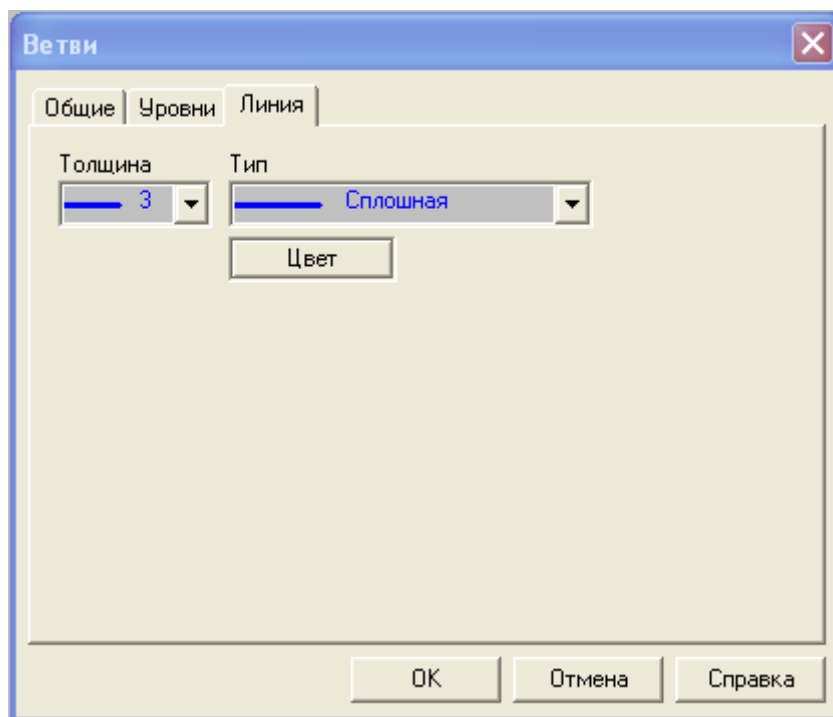 Ветви
Общие Уровни Линия
Толщина Тип
3 Сплошная
Цвет
OK Отмена Справка